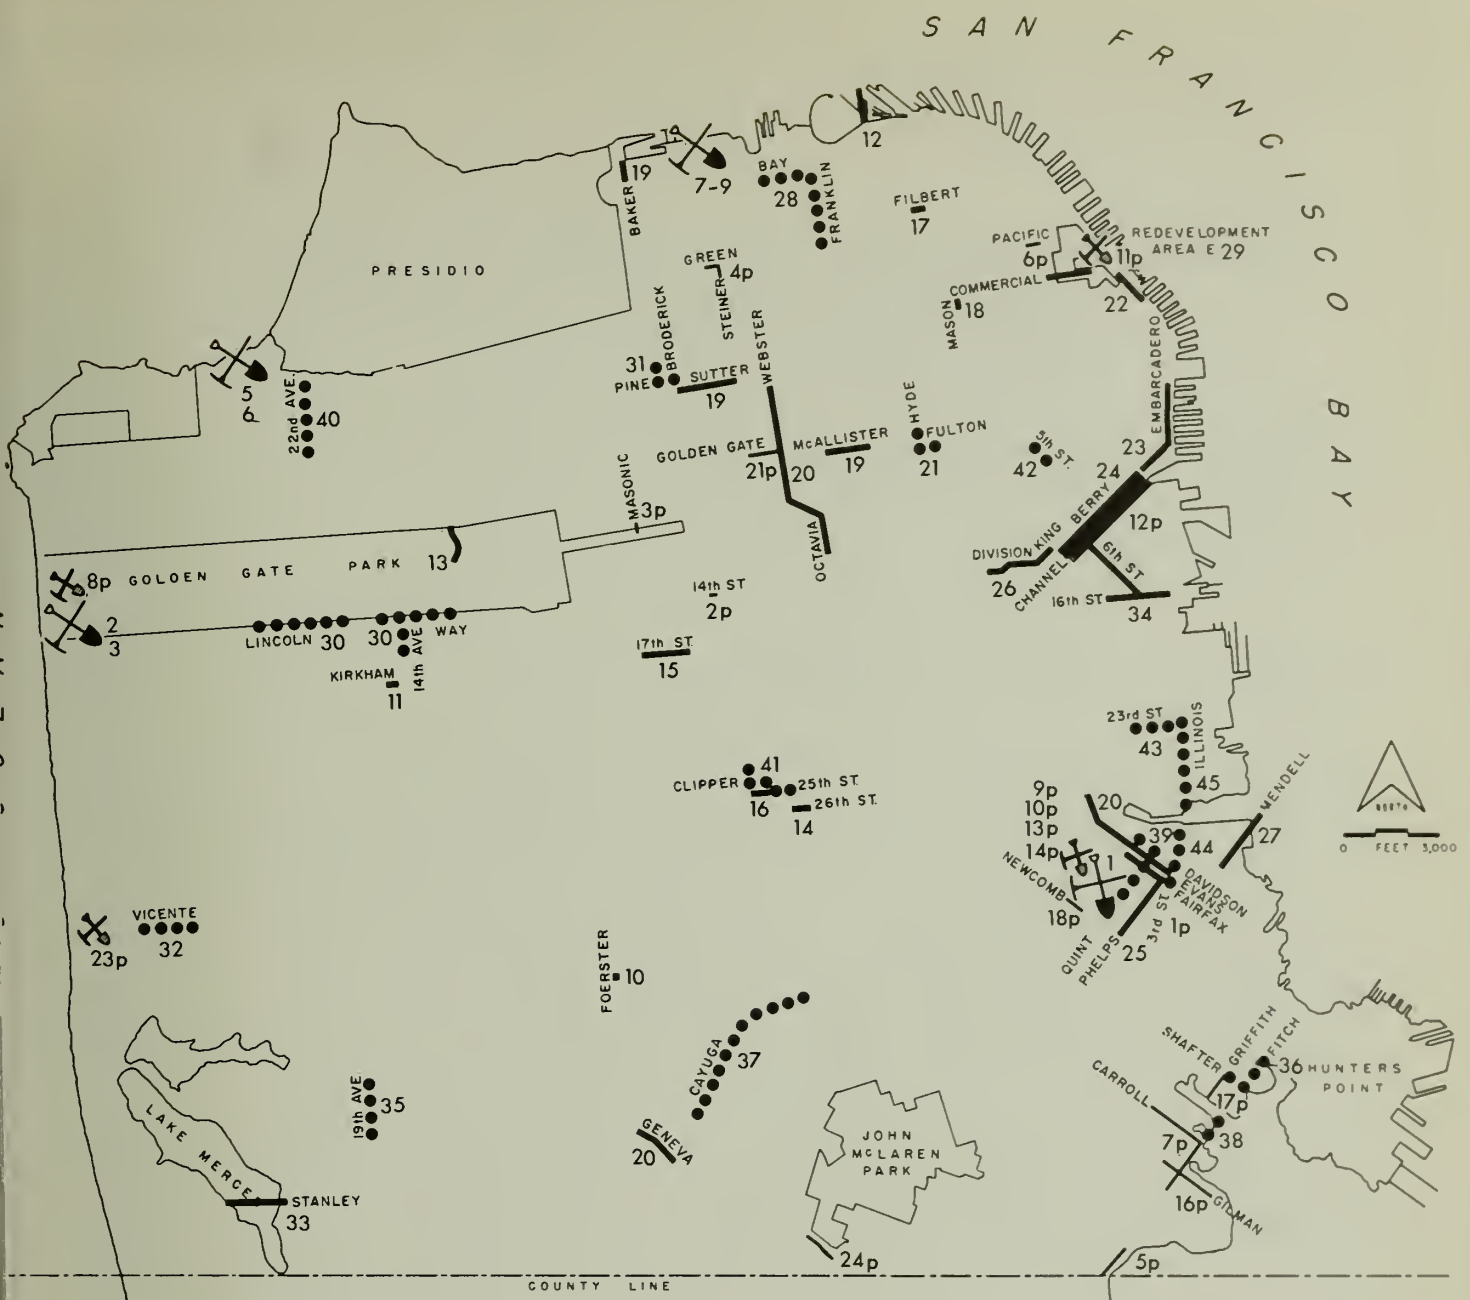 SAN FRANCISCO BAY
12
19
BAKER
7-9
BAY
28
FRANKLIN
FILBERT
17
PACIFIC
6p
11p
REDEVELOPMENT
AREA E 29
COMMERCIAL
22
MASON
18
PRESIDIO
GREEN
4p
STEINER
BRODERICK
31
PINE
SUTTER
19
WEBSTER
5
6
22nd AVE.
40
EMBARCADERO
23
24
HYDE
FULTON
21
5th ST.
42
McALLISTER
19
GOLDEN GATE
21p
20
OCTAVIA
MASONIC
3p
KING
BERRY
12p
DIVISION
26
CHANNEL
6th ST
16th ST.
34
13
8p
GOLDEN GATE PARK
2
3
LINCOLN
30
30
WAY
14th AVE
KIRKHAM
11
14th ST
2p
17th ST.
15
23rd ST
43
ILLINOIS
45
MENDELL
27
NORTH
0 FEET 3,000
CLIPPER
41
25th ST.
16
26th ST.
14
9p
10p
13p
14p
20
39
44
1
NEWCOMB
18p
DAVIDSON
EVANS
FAIRFAX
3rd ST
1p
QUINT
PHELPS
25
VICENTE
32
23p
FOERSTER
10
CAYUGA
37
GENEVA
20
19th AVE.
35
LAKE MERCED
STANLEY
33
JOHN
McLAREN
PARK
24p
SHAFTER
GRIFFITH
FITCH
36
HUNTERS
POINT
17p
CARROLL
38
7p
16p
GILMAN
5p
COUNTY LINE